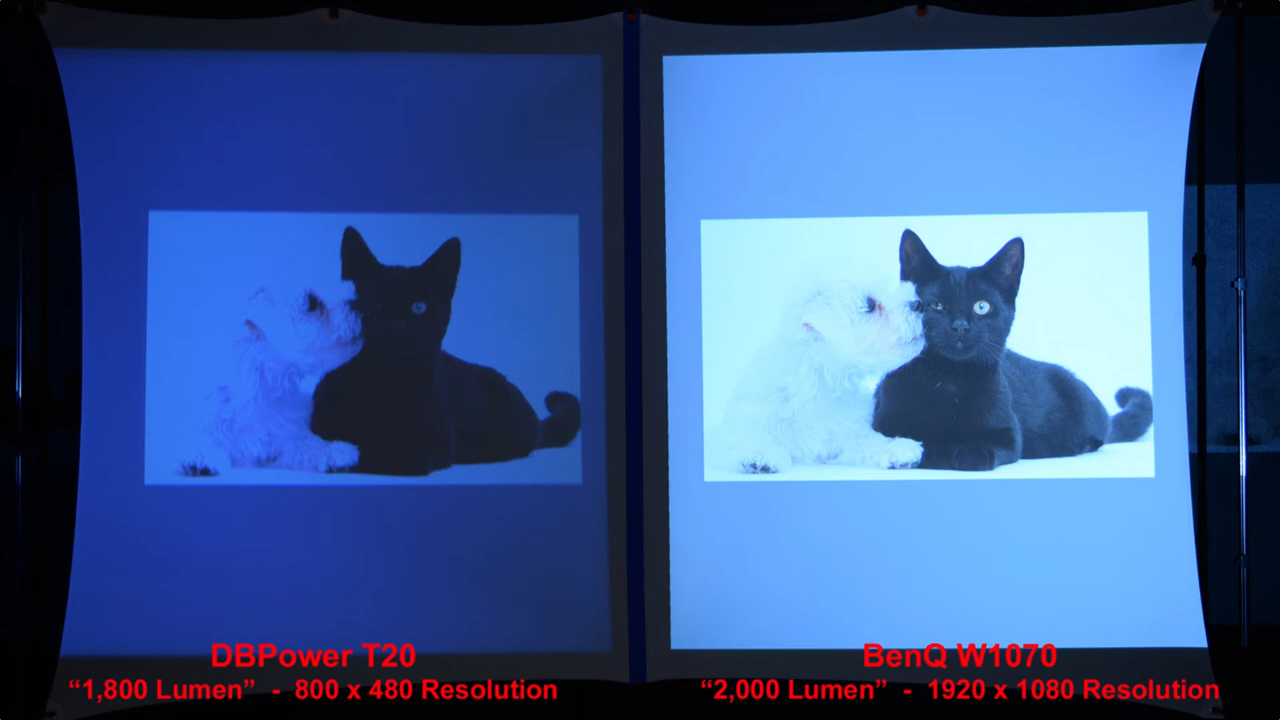 DBPower T20
“1,800 Lumen” - 800 x 480 Resolution
BenQ W1070
“2,000 Lumen” - 1920 x 1080 Resolution